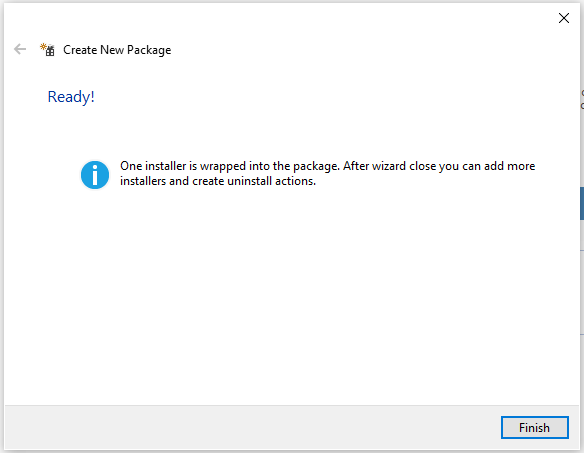 Create New Package
Ready!
One installer is wrapped into the package. After wizard close you can add more
installers and create uninstall actions.
Finish